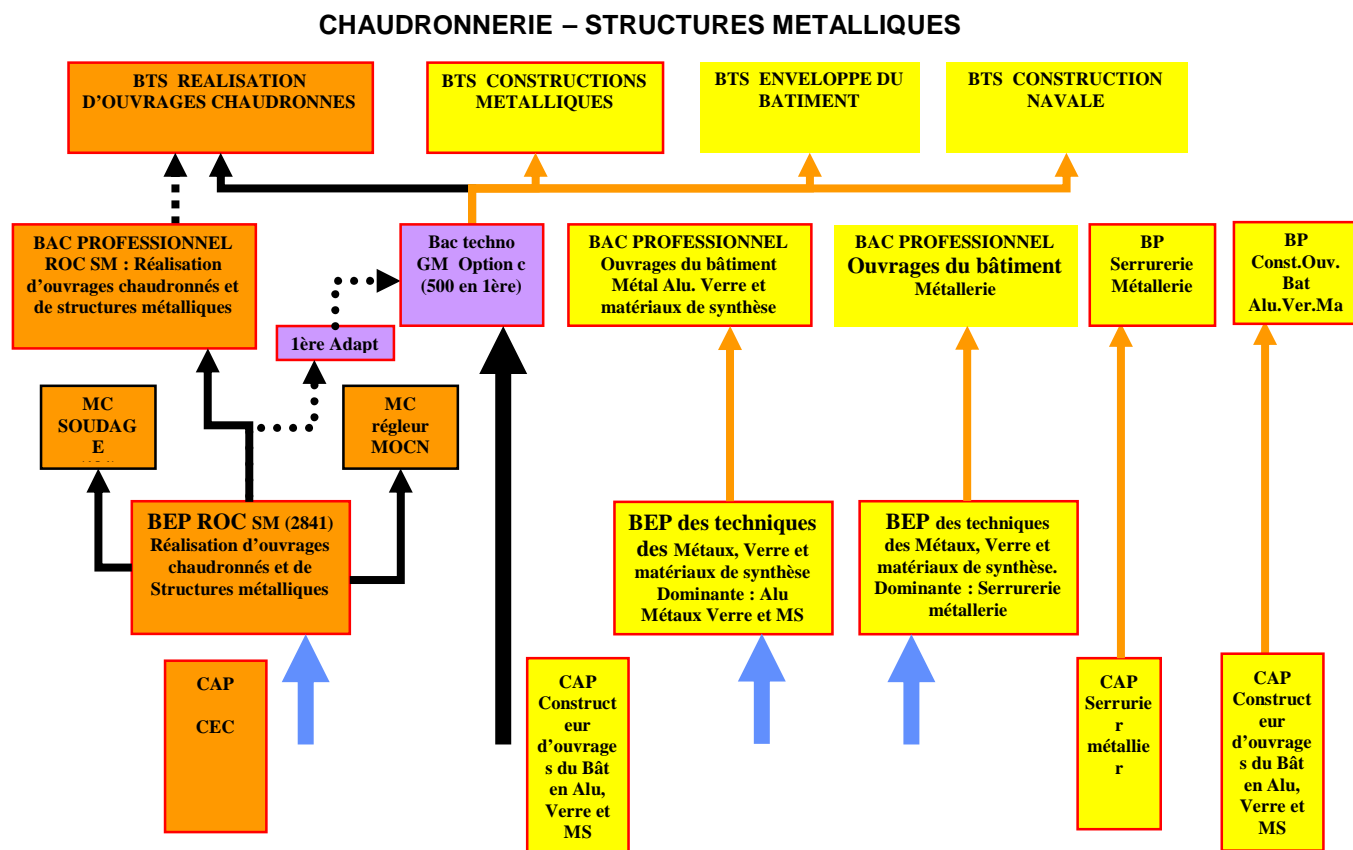 CHAUDRONNERIE – STRUCTURES METALLIQUES
BTS REALISATION
D'OUVRAGES CHAUDRONNES
BTS CONSTRUCTIONS
METALLIQUES
BTS ENVELOPPE DU
BATIMENT
BTS CONSTRUCTION
NAVALE
BAC PROFESSIONNEL
ROC SM : Réalisation
d'ouvrages chaudronnés et
de structures métalliques
Bac techno
GM Option c
(500 en 1ère)
BAC PROFESSIONNEL
Ouvrages du bâtiment
Métal Alu. Verre et
matériaux de synthèse
BAC PROFESSIONNEL
Ouvrages du bâtiment
Métallerie
BP
Serrurerie
Métallerie
BP
Const.Ouv.
Bat
Alu.Ver.Ma
1ère Adapt
MC
SOUDAG
E
MC
régleur
MOCN
BEP ROC SM (2841)
Réalisation d'ouvrages
chaudronnés et de
Structures métalliques
BEP des techniques
des Métaux, Verre et
matériaux de synthèse
Dominante : Alu
Métaux Verre et MS
BEP des techniques
des Métaux, Verre et
matériaux de synthèse.
Dominante : Serrurerie
métallerie
CAP
CEC
CAP
Construct
eur
d'ouvrage
s du Bât
en Alu,
Verre et
MS
CAP
Serrurie
r
métallie
r
CAP
Construct
eur
d'ouvrage
s du Bât
en Alu,
Verre et
MS